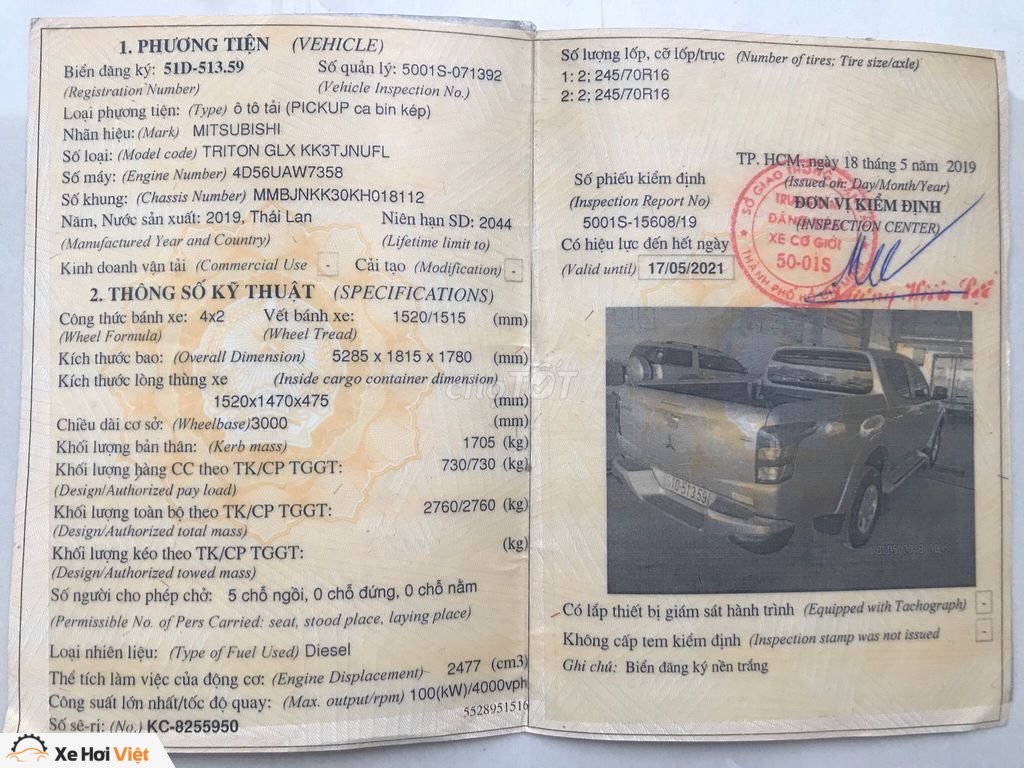 1. PHƯƠNG TIỆN (VEHICLE)
Biển đăng ký: 51D-513.59 Số quản lý: 5001S-071392
(Registration Number) (Vehicle Inspection No.)
Loại phương tiện: (Type) ô tô tải (PICKUP ca bin kép)
Nhãn hiệu: (Mark) MITSUBISHI
Số loại: (Model code) TRITON GLX KK3TJNUFL
Số máy: (Engine Number) 4D56UAW7358
Số khung: (Chassis Number) MMBJNKK30KH018112
Năm, Nước sản xuất: 2019, Thái Lan Niên hạn SD: 2044
(Manufactured Year and Country) (Lifetime limit to)
Kinh doanh vận tải (Commercial Use - Cải tạo (Modification) -
2. THÔNG SỐ KỸ THUẬT (SPECIFICATIONS)
Công thức bánh xe: 4x2 Vết bánh xe: 1520/1515 (mm)
(Wheel Formula) (Wheel Tread)
Kích thước bao: (Overall Dimension) 5285 x 1815 x 1780 (mm)
Kích thước lòng thùng xe (Inside cargo container dimension)
1520x1470x475 (mm)
Chiều dài cơ sở: (Wheelbase)3000 (mm)
Khối lượng bản thân: (Kerb mass) 1705 (kg)
Khối lượng hàng CC theo TK/CP TGGT: 730/730 (kg)
(Design/Authorized pay load)
Khối lượng toàn bộ theo TK/CP TGGT: 2760/2760 (kg)
(Design/Authorized total mass)
Khối lượng kéo theo TK/CP TGGT: (kg)
(Design/Authorized towed mass)
Số người cho phép chở: 5 chỗ ngồi, 0 chỗ đứng, 0 chỗ nằm
(Permissible No. of Pers Carried: seat, stood place, laying place)
Loại nhiên liệu: (Type of Fuel Used) Diesel
Thể tích làm việc của động cơ: (Engine Displacement) 2477 (cm3)
Công suất lớn nhất/tốc độ quay: (Max. output/rpm) 100(kW)/4000vph
5528951516
Số sê-ri: (No.) KC-8255950
Số lượng lốp, cỡ lốp/trục (Number of tires; Tire size/axle)
1: 2; 245/70R16
2: 2; 245/70R16
TP. HCM, ngày 18 tháng 5 năm 2019
(Issued on: Day/Month/Year)
Số phiếu kiểm định ĐƠN VỊ KIỂM ĐỊNH
(Inspection Report No) (INSPECTION CENTER)
5001S-15608/19
Có hiệu lực đến hết ngày
(Valid until) 17/05/2021
SỞ GIAO THÔNG
ĐĂNG
XE CƠ GIỚI
50-01S
THÀNH PHỐ
CHỢ TỐT
51D-513.59
Có lắp thiết bị giám sát hành trình (Equipped with Tachograph) -
Không cấp tem kiểm định (Inspection stamp was not issued -
Ghi chú: Biển đăng ký nền trắng
Xe Hơi Việt